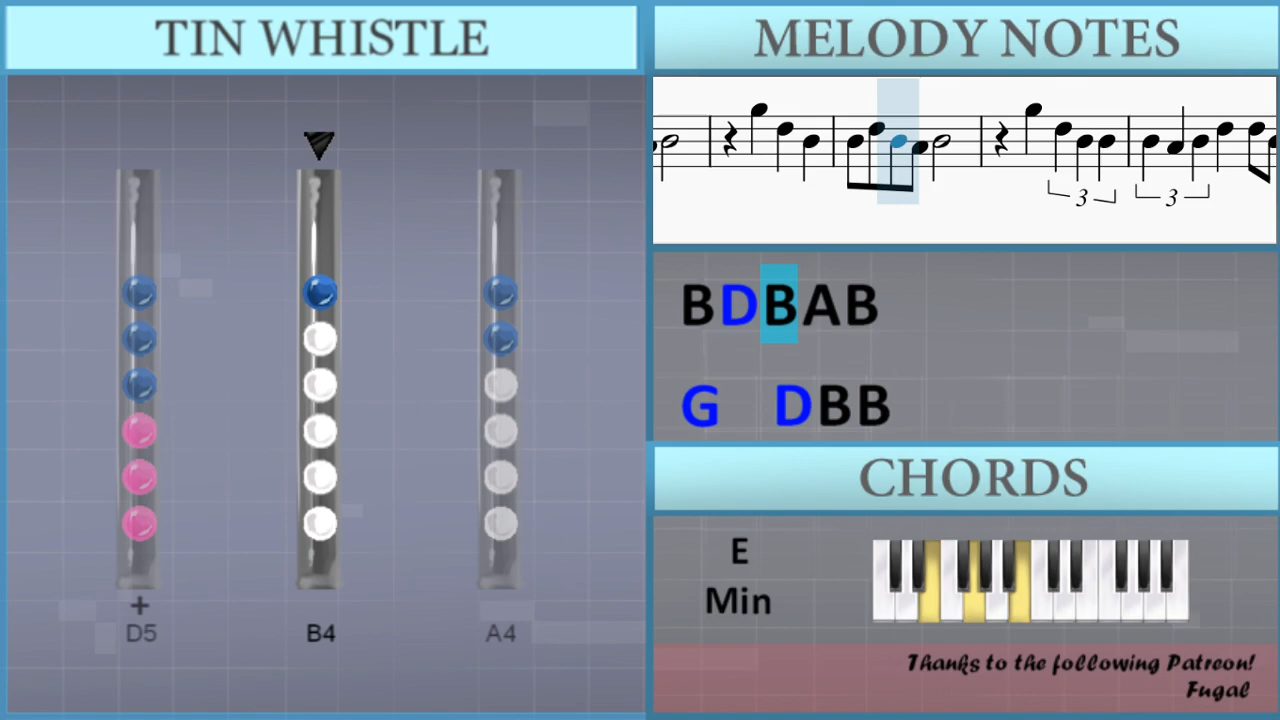 TIN WHISTLE
+
D5
B4
A4
MELODY NOTES
3
3
BDBAB
G DBB
CHORDS
E
Min
Thanks to the following Patreon!
Fugal